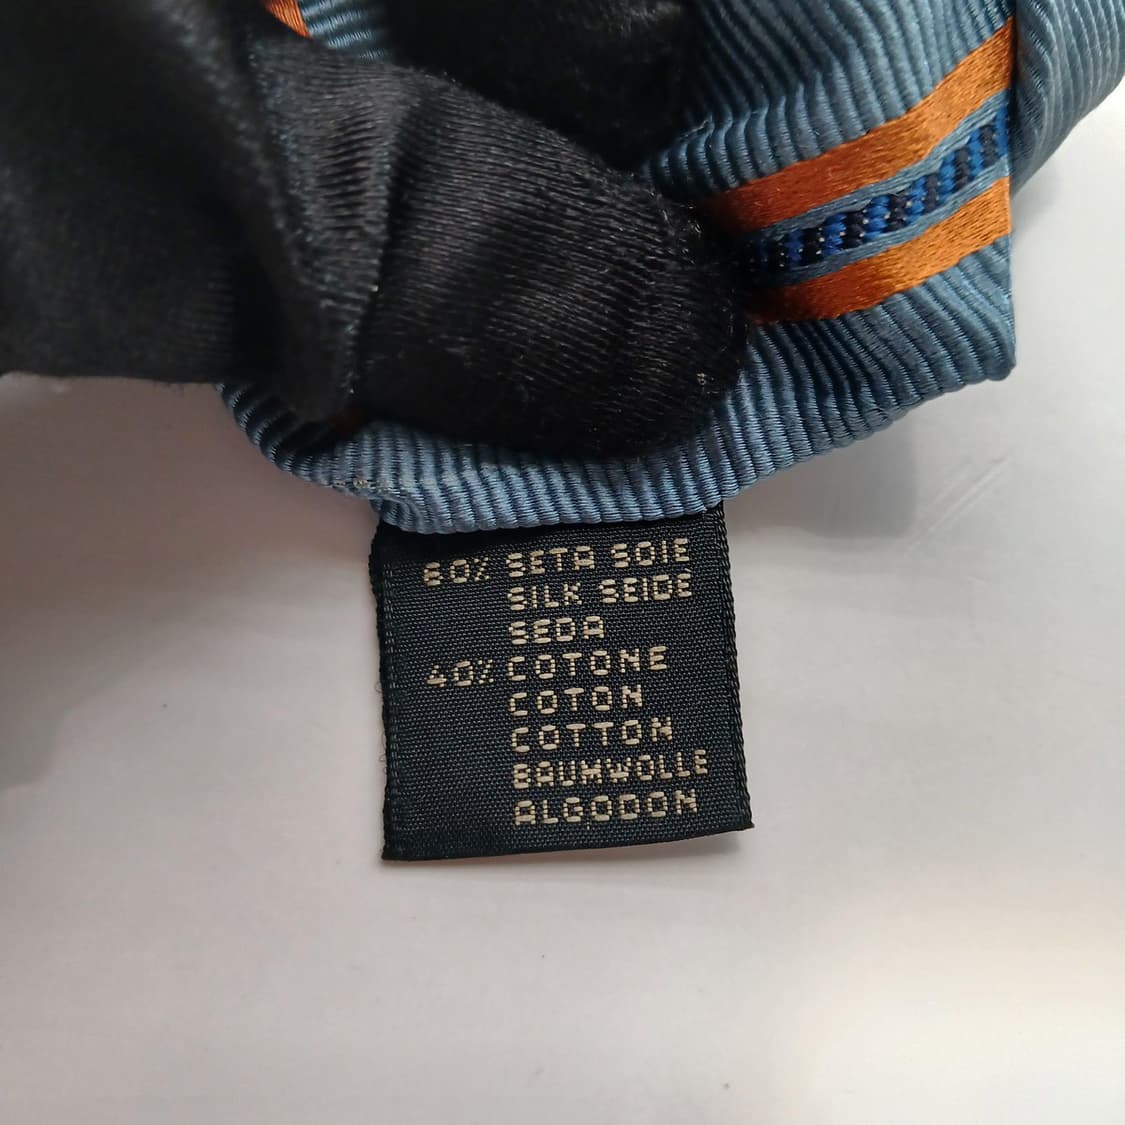 60% SETA SOIE
SILK SEIDE
SEDA
40% COTONE
COTON
COTTON
BAUMWOLLE
ALGODON